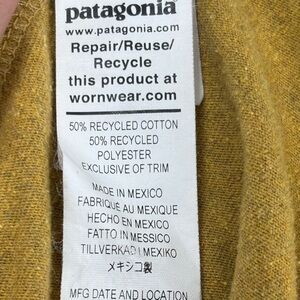 patagonia
www.patagonia.com
Repair/Reuse/
Recycle
this product at
wornwear.com
50% RECYCLED COTTON
50% RECYCLED
POLYESTER
EXCLUSIVE OF TRIM
MADE IN MEXICO
FABRIQUÉ AU MEXIQUE
HECHO EN MEXICO
FATTO IN MESSICO
TILLVERKAD I MEXIKO
メキシコ製
MFG DATE AND LOCATION